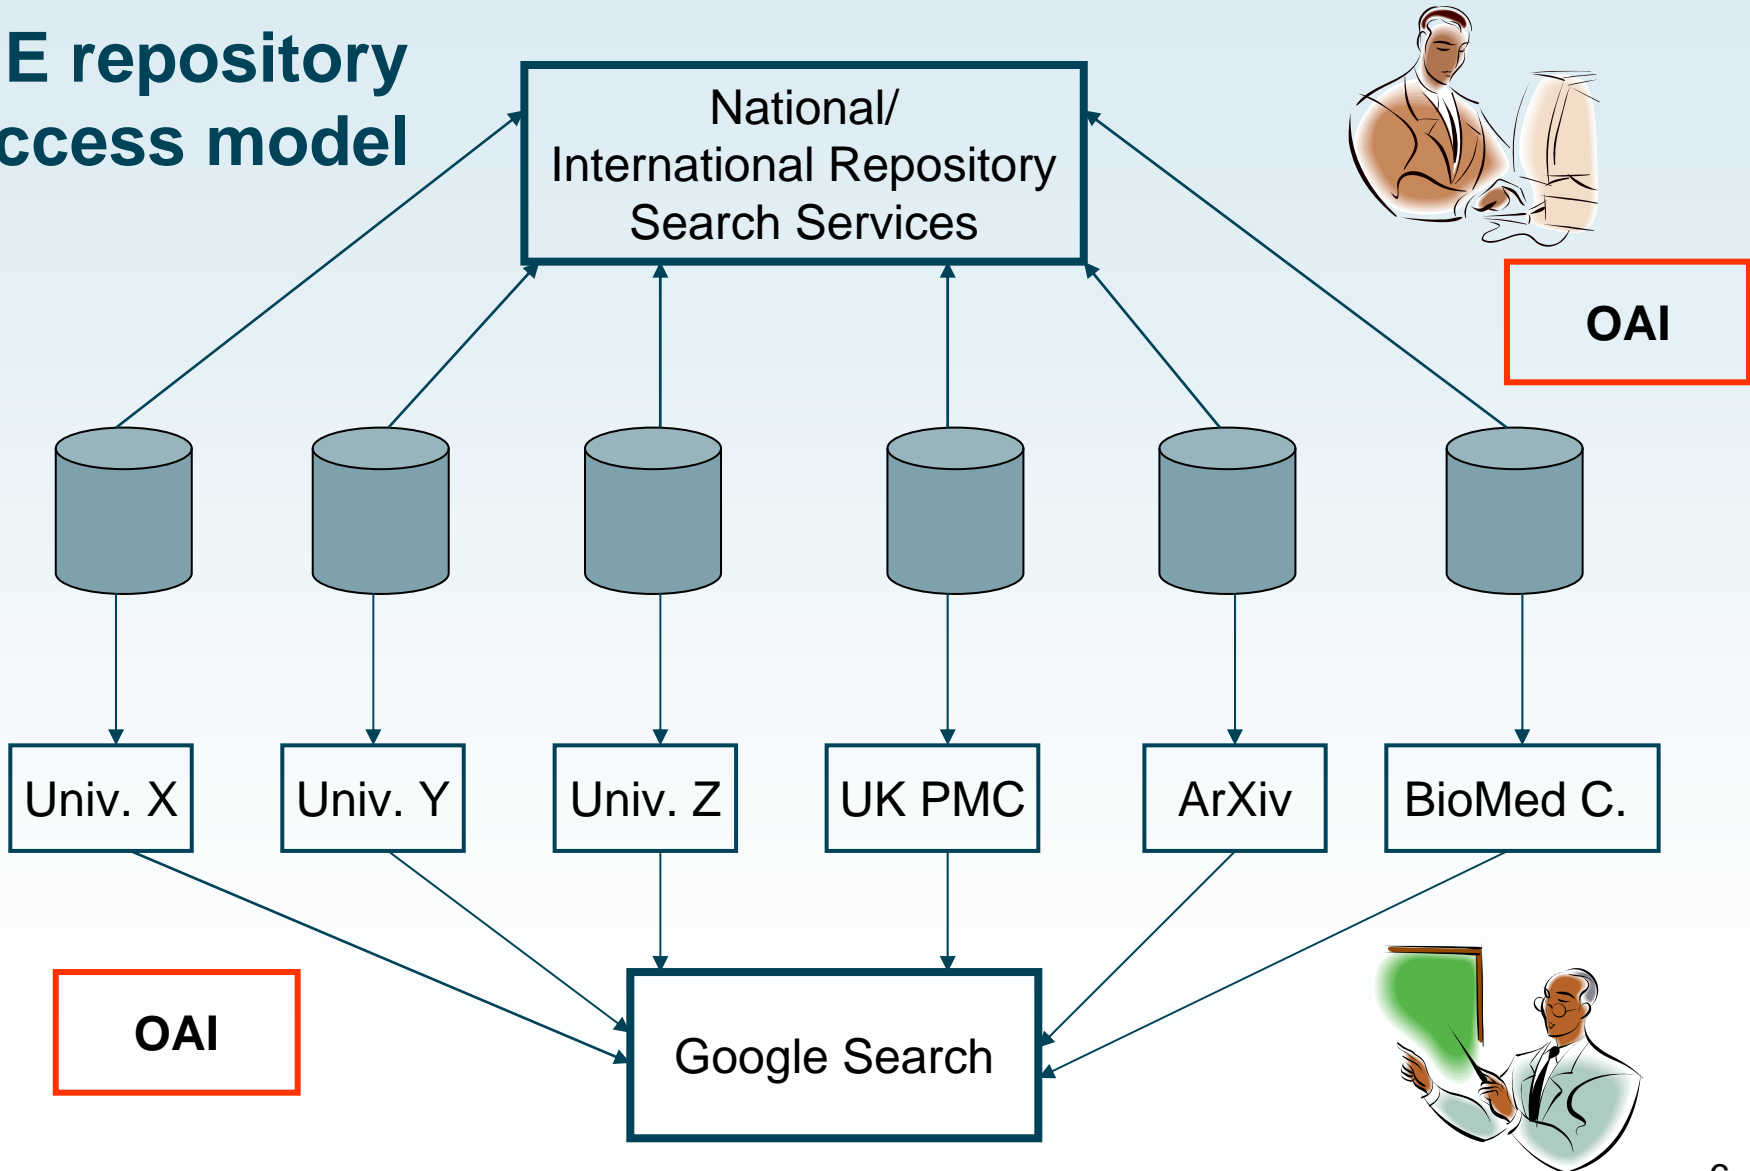 E repository
ccess model
National/
International Repository
Search Services
OAI
Univ. X
Univ. Y
Univ. Z
UK PMC
ArXiv
BioMed C.
OAI
Google Search